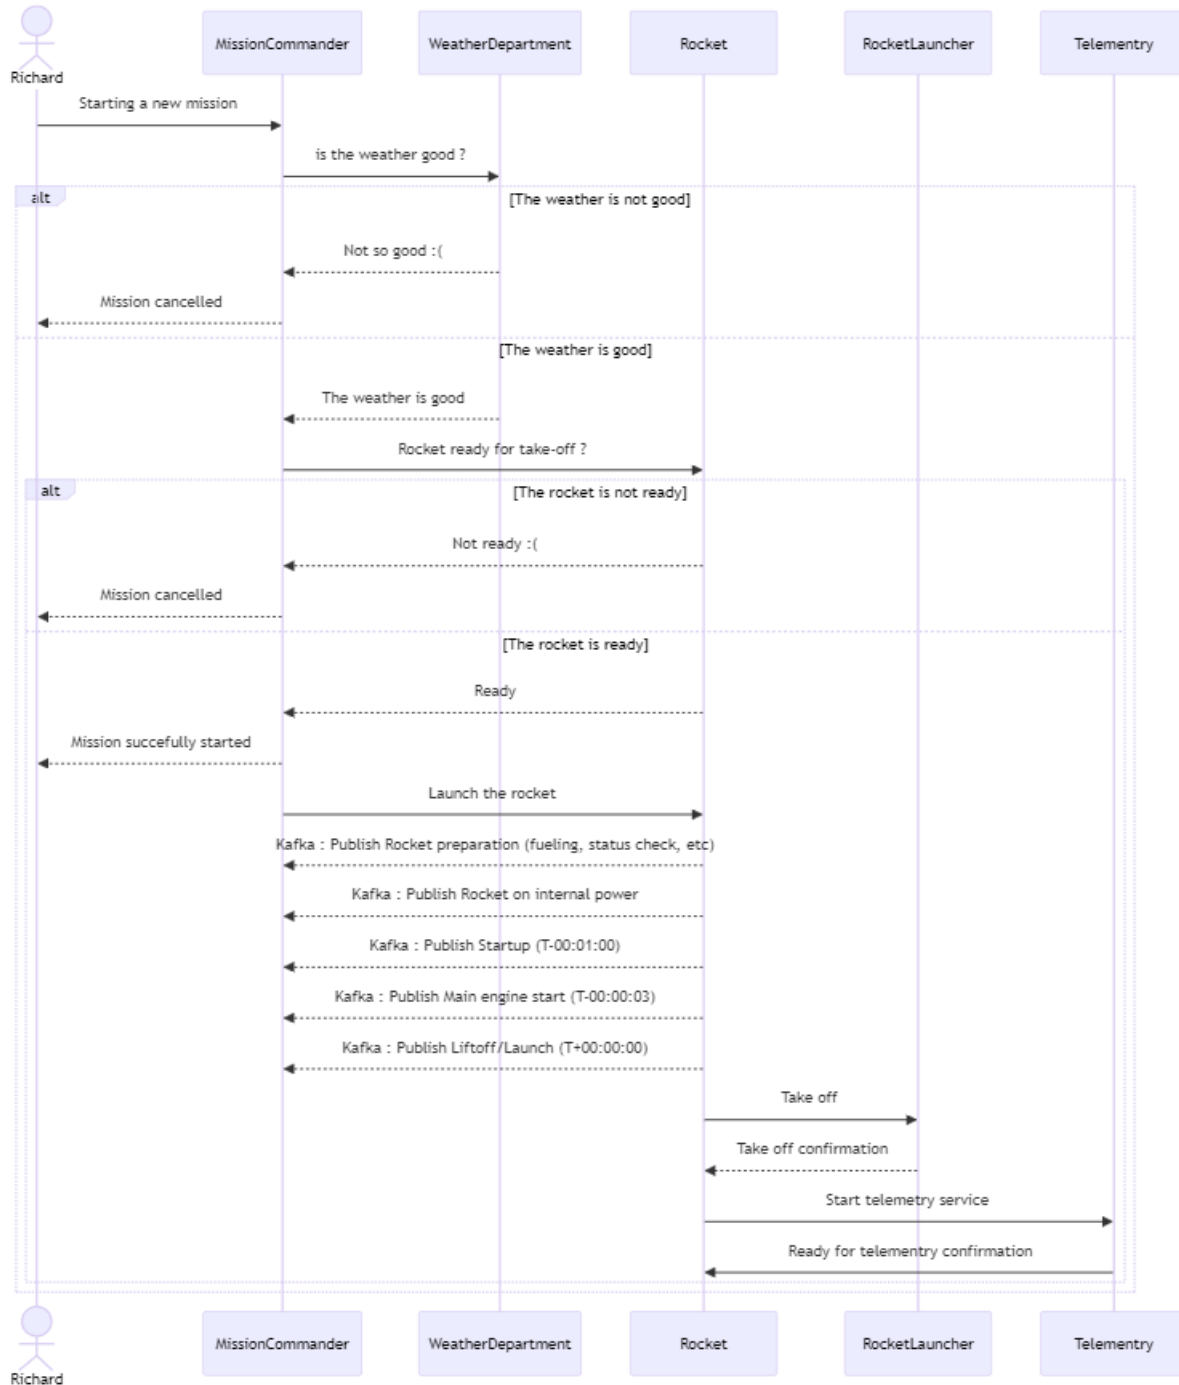 MissionCommander
WeatherDepartment
Rocket
RocketLauncher
Telementry
Richard
Starting a new mission
is the weather good ?
alt
[The weather is not good]
Not so good :(
Mission cancelled
[The weather is good]
The weather is good
Rocket ready for take-off ?
alt
[The rocket is not ready]
Not ready :(
Mission cancelled
[The rocket is ready]
Ready
Mission succefully started
Launch the rocket
Kafka : Publish Rocket preparation (fueling, status check, etc)
Kafka : Publish Rocket on internal power
Kafka : Publish Startup (T-00:01:00)
Kafka : Publish Main engine start (T-00:00:03)
Kafka : Publish Liftoff/Launch (T+00:00:00)
Take off
Take off confirmation
Start telemetry service
Ready for telementry confirmation
MissionCommander
WeatherDepartment
Rocket
RocketLauncher
Telementry
Richard